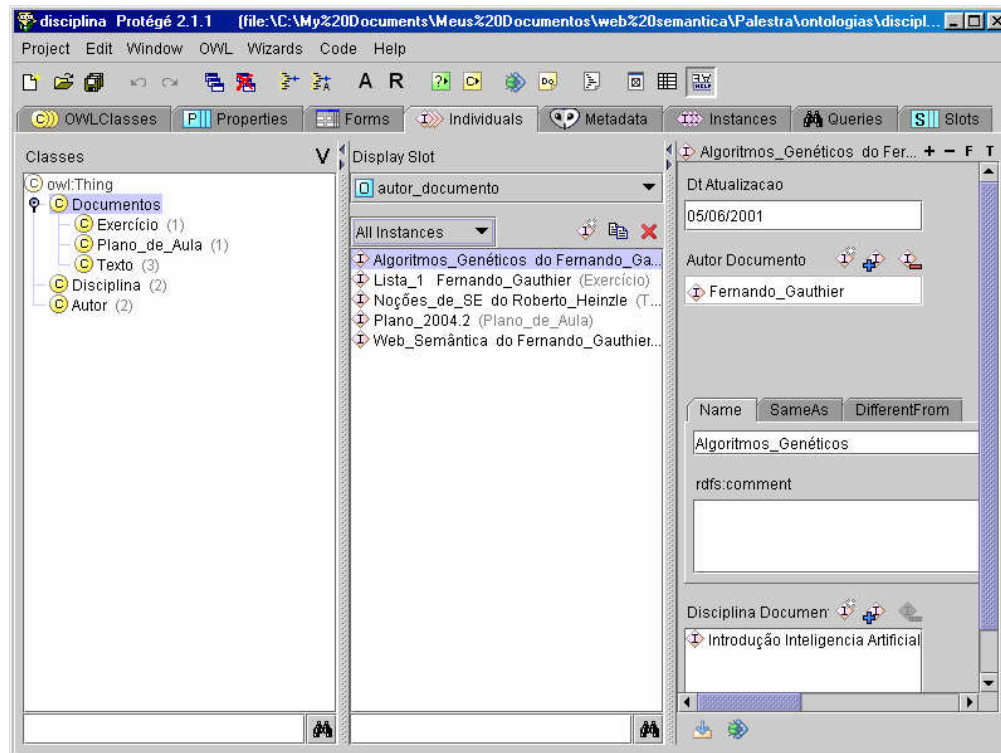 disciplina Protégé 2.1.1 (file:\C:\My%20Documents\Meus%20Documentos\web%20semantica\Palestra\ontologias\discipl...
Project Edit Window OWL Wizards Code Help
A R
OWLClasses Properties Forms Individuals Metadata Instances Queries Slots
Classes V
owl:Thing
Documentos
Exercício (1)
Plano_de_Aula (1)
Texto (3)
Disciplina (2)
Autor (2)
Display Slot
autor_documento
All Instances
Algoritmos_Genéticos do Fernando_Ga...
Lista_1 Fernando_Gauthier (Exercício)
Noções_de_SE do Roberto_Heinzle (T...
Plano_2004.2 (Plano_de_Aula)
Web_Semântica do Fernando_Gauthier...
Algoritmos_Genéticos do Fer... + − F T
Dt Atualizacao
05/06/2001
Autor Documento
Fernando_Gauthier
Name SameAs DifferentFrom
Algoritmos_Genéticos
rdfs:comment
Disciplina Documen
Introdução Inteligencia Artificial